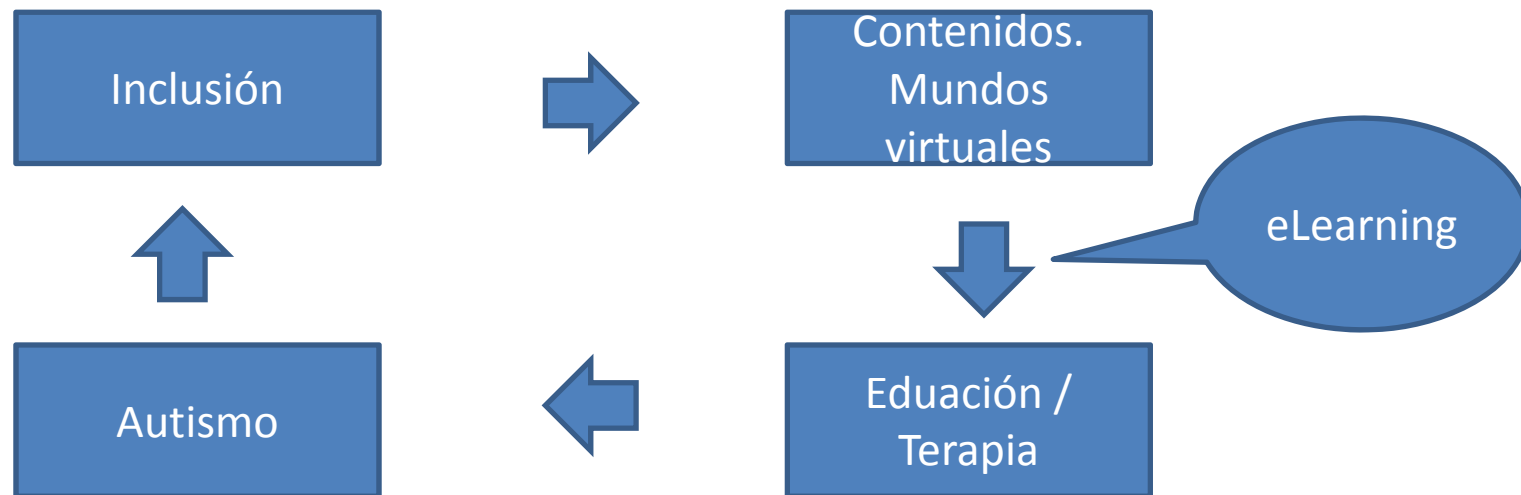 Inclusión
Contenidos.
Mundos
virtuales
eLearning
Autismo
Eduación /
Terapia